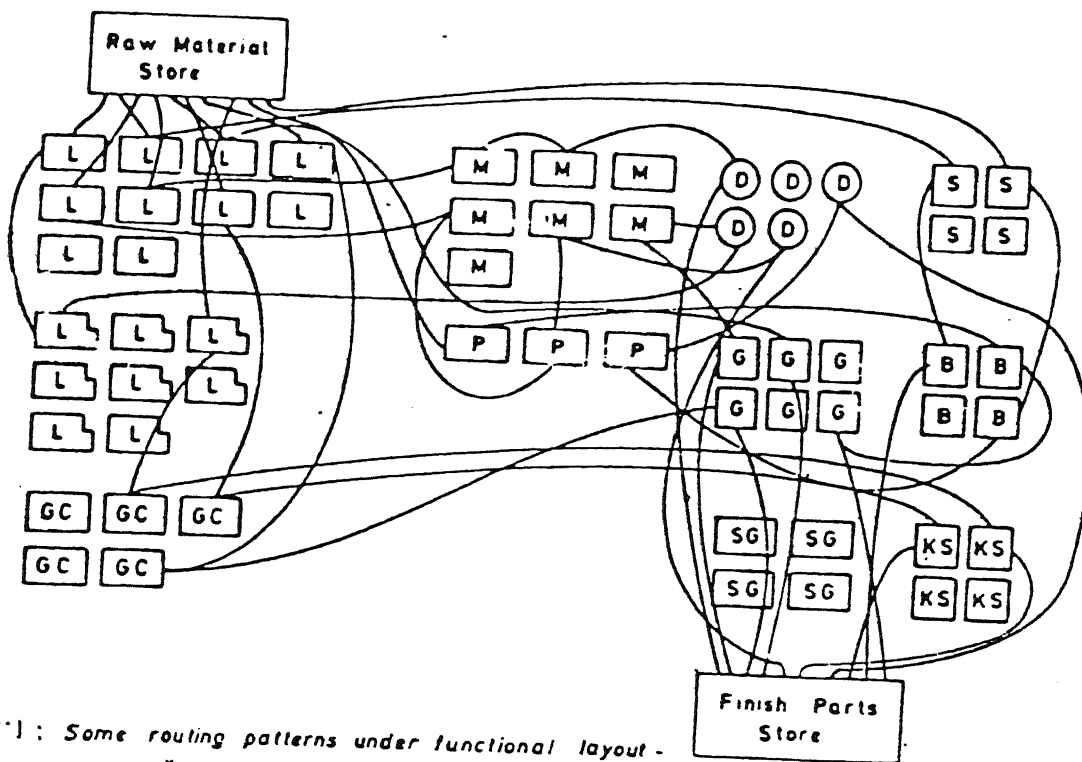 Raw Material
Store
L L L L
L L L L
L L
L L L
L L L
L L
GC GC GC
GC GC
M M M
M M M
M
P P P
D D D
D D
G G G
G G G
SG SG
SG SG
S S
S S
B B
B B
KS KS
KS KS
Finish Parts
Store
: Some routing patterns under functional layout -